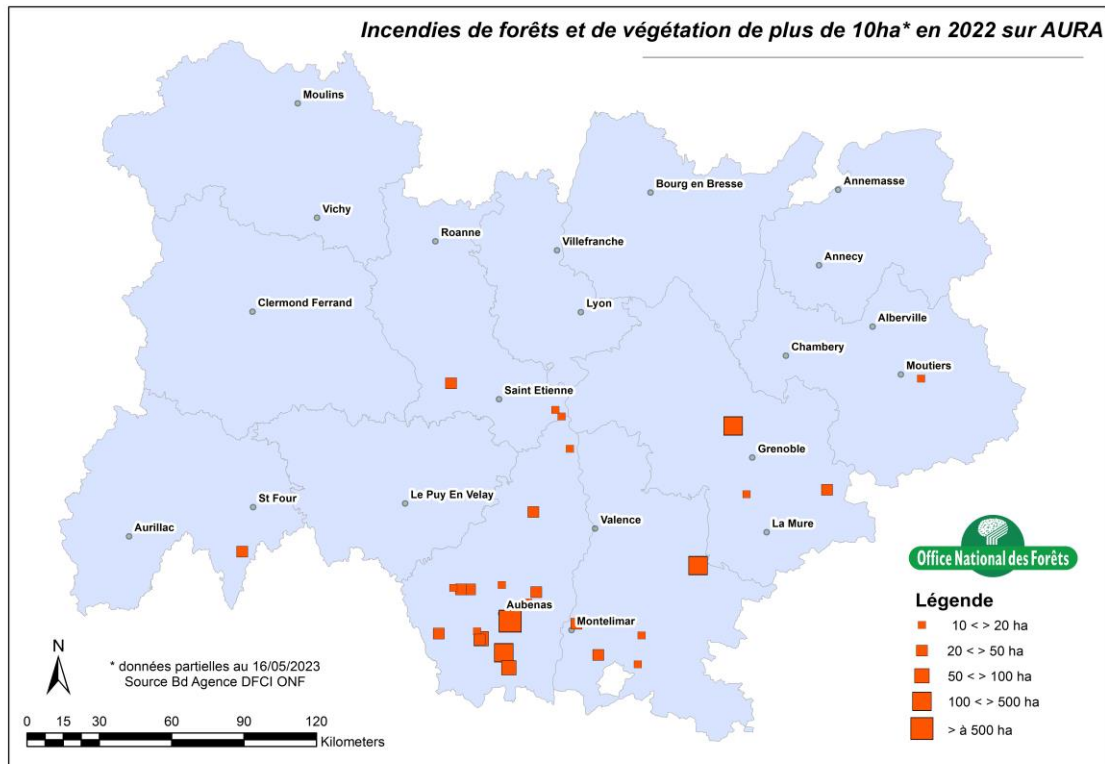 Incendies de forêts et de végétation de plus de 10ha* en 2022 sur AURA
Moulins
Bourg en Bresse
Annemasse
Vichy
Roanne
Villefranche
Annecy
Clermond Ferrand
Lyon
Alberville
Chambery
Moutiers
Saint Etienne
Grenoble
Le Puy En Velay
St Four
Valence
La Mure
Aurillac
Aubenas
Montelimar
Office National des Forêts
Légende
10 < > 20 ha
20 < > 50 ha
50 < > 100 ha
100 < > 500 ha
> à 500 ha
N
* données partielles au 16/05/2023
Source Bd Agence DFCI ONF
0 15 30 60 90 120
Kilometers